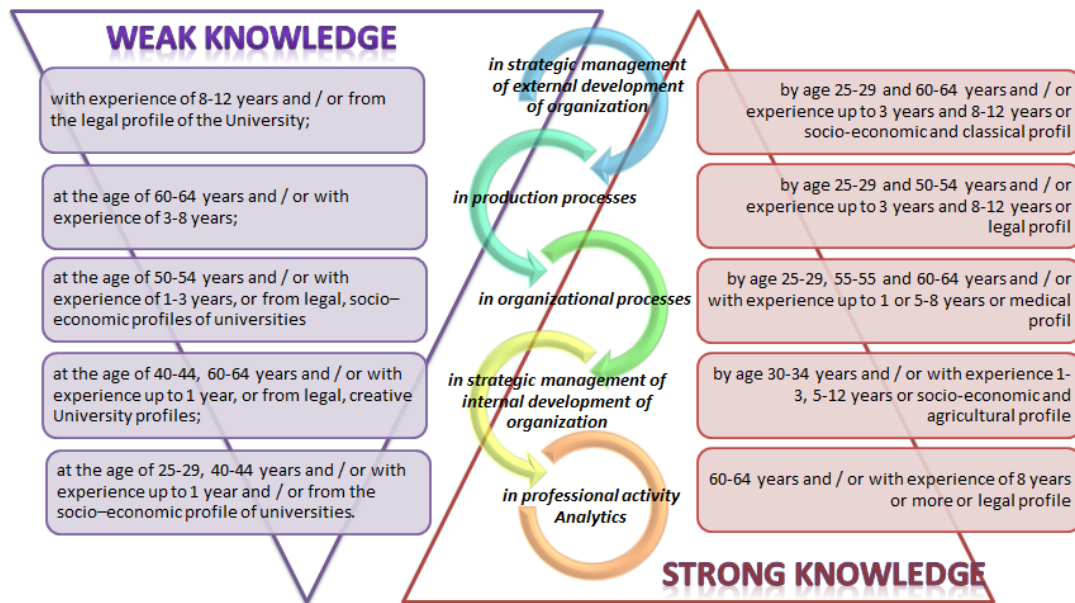 WEAK KNOWLEDGE
with experience of 8-12 years and / or from
the legal profile of the University;
at the age of 60-64 years and / or with
experience of 3-8 years;
at the age of 50-54 years and / or with
experience of 1-3 years, or from legal, socio–
economic profiles of universities
at the age of 40-44, 60-64 years and / or with
experience up to 1 year, or from legal, creative
University profiles;
at the age of 25-29, 40-44 years and / or with
experience up to 1 year and / or from the
socio–economic profile of universities.
in strategic management
of external development
of organization
in production processes
in organizational processes
in strategic management of
internal development of
organization
in professional activity
Analytics
by age 25-29 and 60-64 years and / or
experience up to 3 years and 8-12 years or
socio-economic and classical profil
by age 25-29 and 50-54 years and / or
experience up to 3 years and 8-12 years or
legal profil
by age 25-29, 55-55 and 60-64 years and / or
with experience up to 1 or 5-8 years or medical
profil
by age 30-34 years and / or with experience 1-
3, 5-12 years or socio-economic and
agricultural profile
60-64 years and / or with experience of 8 years
or more or legal profile
STRONG KNOWLEDGE